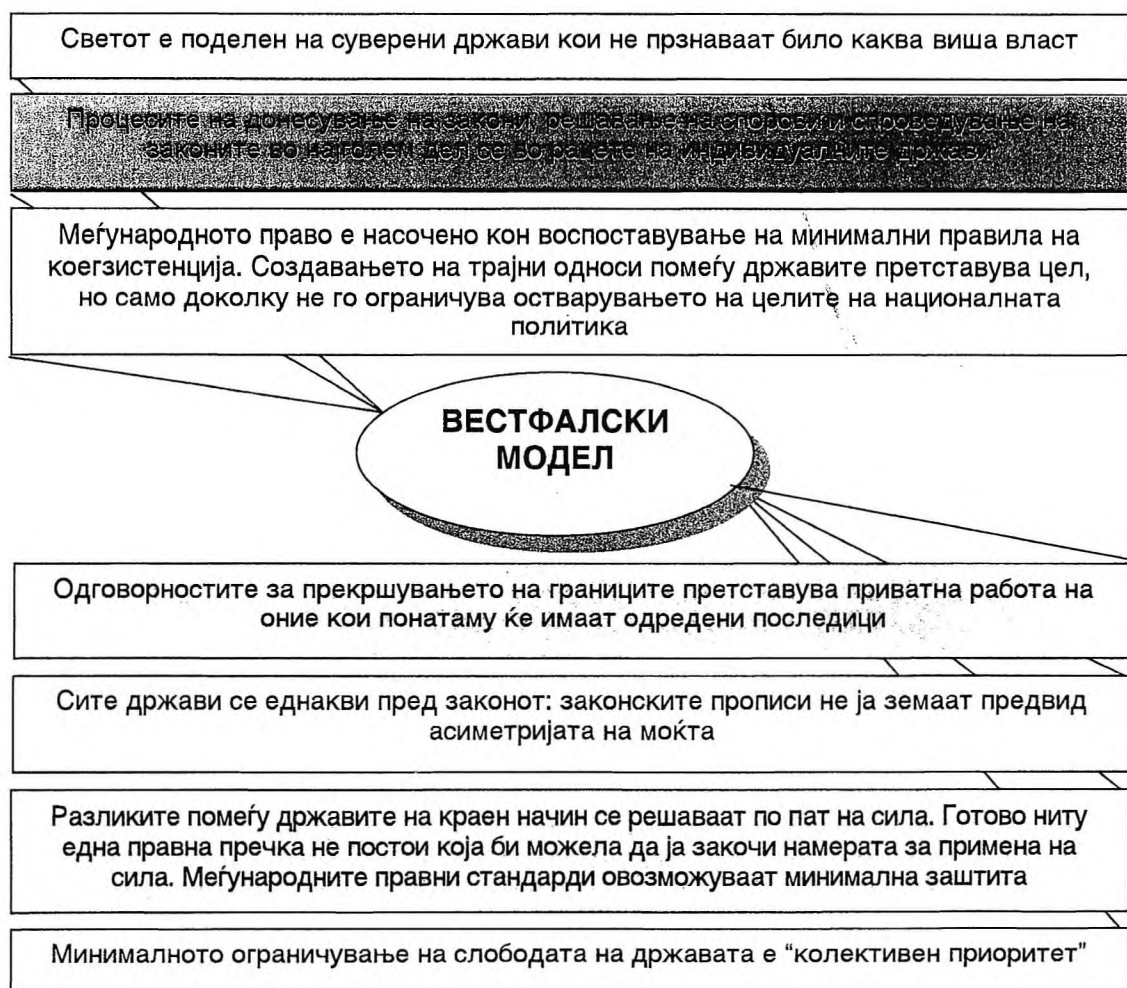 Светот е поделен на суверени држави кои не прзнаваат било каква виша власт
Процесите на донесување на закони, решавање на спорови и спроведување на
законите во најголем дел се во рацете на индивидуалните држави
Меѓународното право е насочено кон воспоставување на минимални правила на
коегзистенција. Создавањето на трајни односи помеѓу државите претставува цел,
но само доколку не го ограничува остварувањето на целите на националната
политика
ВЕСТФАЛСКИ
МОДЕЛ
Одговорностите за прекршувањето на границите претставува приватна работа на
оние кои понатаму ќе имаат одредени последици
Сите држави се еднакви пред законот: законските прописи не ја земаат предвид
асиметријата на моќта
Разликите помеѓу државите на краен начин се решаваат по пат на сила. Готово ниту
една правна пречка не постои која би можела да ја закочи намерата за примена на
сила. Меѓународните правни стандарди овозможуваат минимална заштита
Минималното ограничување на слободата на државата е “колективен приоритет”